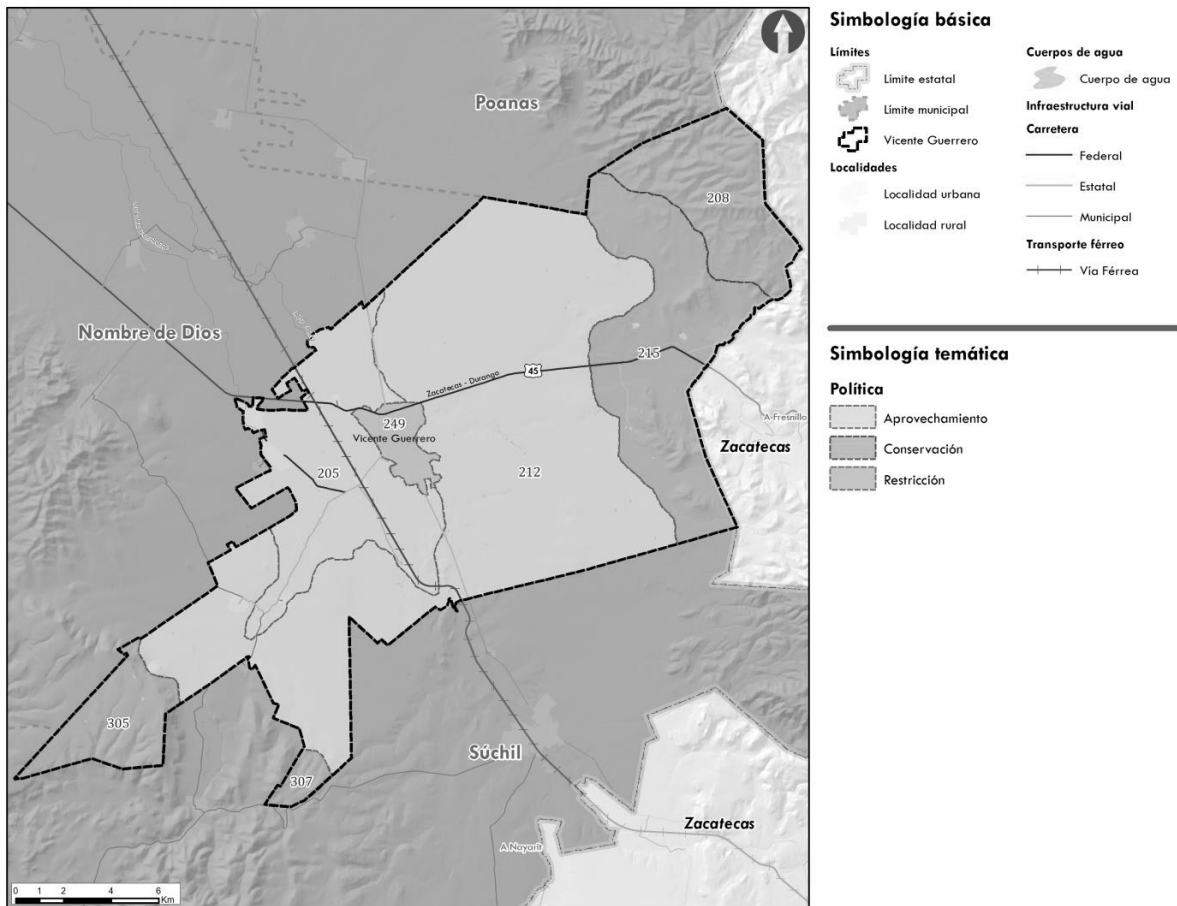 Poanas
208
Nombre de Dios
215
45
Zacatecas - Durango
A Fresnillo
249
Vicente Guerrero
Zacatecas
205
212
305
307
Súchil
Zacatecas
A Nayarit
0 1 2 4 6
Km
Simbología básica
Límites
Límite estatal
Límite municipal
Vicente Guerrero
Localidades
Localidad urbana
Localidad rural
Cuerpos de agua
Cuerpo de agua
Infraestructura vial
Carretera
Federal
Estatal
Municipal
Transporte férreo
Vía Férrea
Simbología temática
Política
Aprovechamiento
Conservación
Restricción